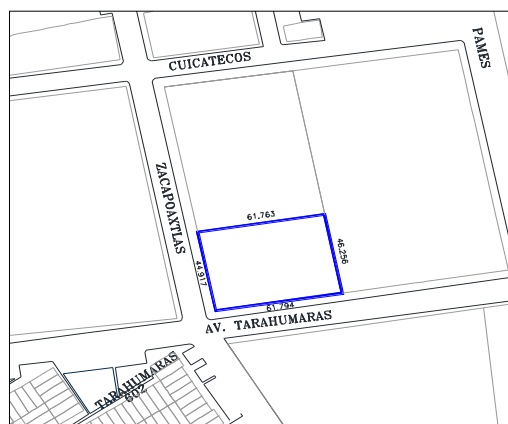 CUICATECOS
PAMES
ZACAPOAXTLAS
61.763
46.256
44.917
61.794
AV. TARAHUMARAS
TARAHUMARAS
602